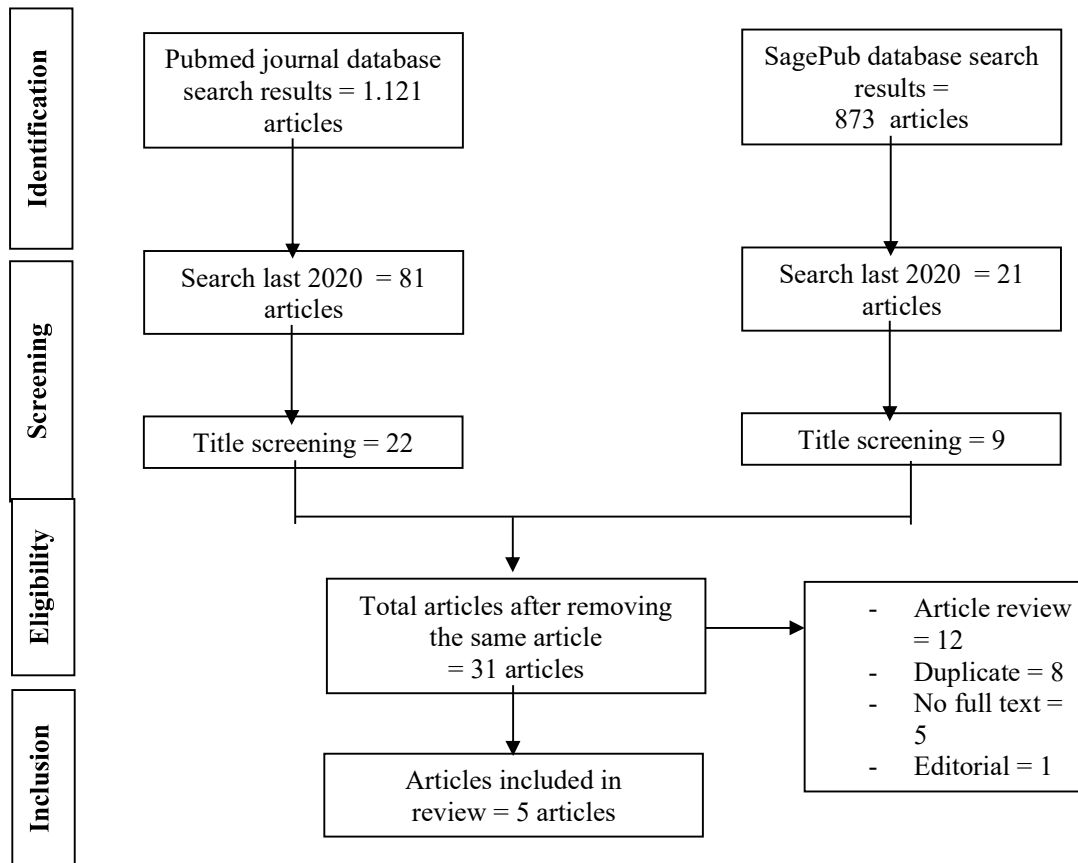 Identification
Pubmed journal database
search results = 1.121
articles
SagePub database search
results =
873 articles
Screening
Search last 2020 = 81
articles
Search last 2020 = 21
articles
Title screening = 22
Title screening = 9
Eligibility
Total articles after removing
the same article
= 31 articles
- Article review
= 12
- Duplicate = 8
- No full text =
5
- Editorial = 1
Inclusion
Articles included in
review = 5 articles